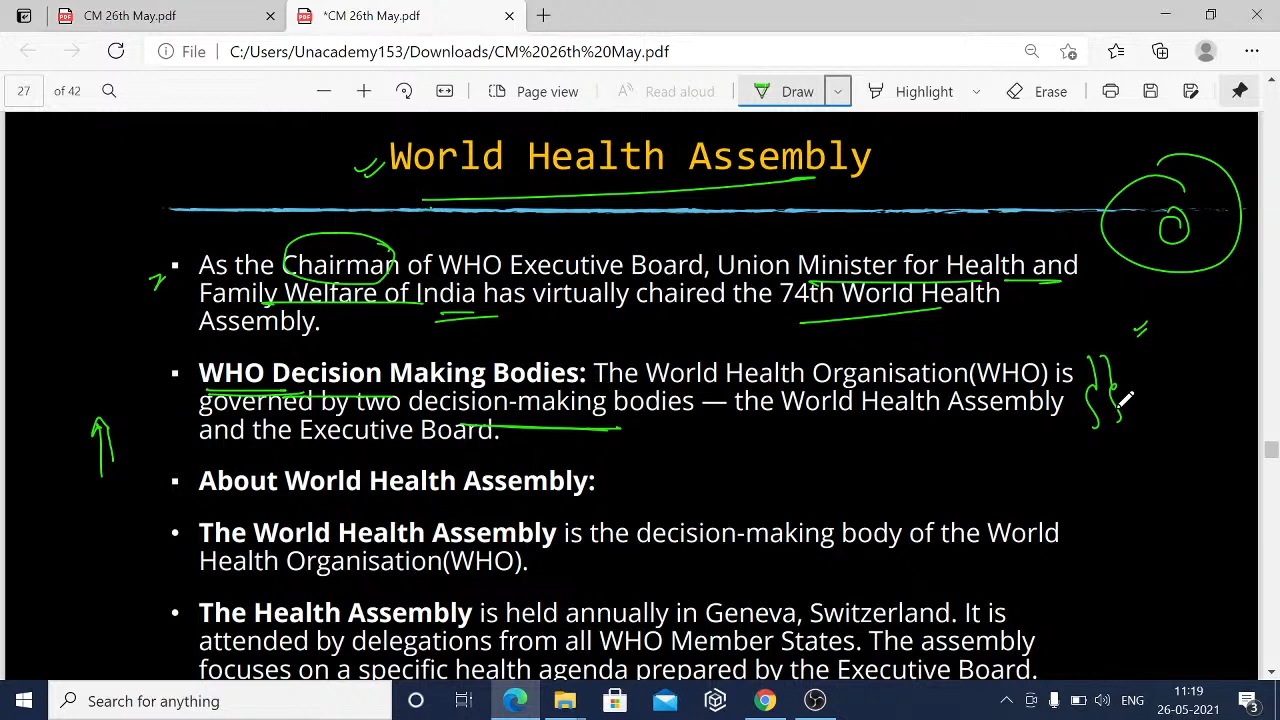 CM 26th May.pdf
*CM 26th May.pdf
File C:/Users/Unacademy153/Downloads/CM%2026th%20May.pdf
27 of 42 Page view Read aloud Draw Highlight Erase
World Health Assembly
▪ As the Chairman of WHO Executive Board, Union Minister for Health and
Family Welfare of India has virtually chaired the 74th World Health
Assembly.
▪ WHO Decision Making Bodies: The World Health Organisation(WHO) is
governed by two decision-making bodies — the World Health Assembly
and the Executive Board.
▪ About World Health Assembly:
• The World Health Assembly is the decision-making body of the World
Health Organisation(WHO).
• The Health Assembly is held annually in Geneva, Switzerland. It is
attended by delegations from all WHO Member States. The assembly
focuses on a specific health agenda prepared by the Executive Board.
Type here to search
Search for anything
ENG
11:19
26-05-2021
3